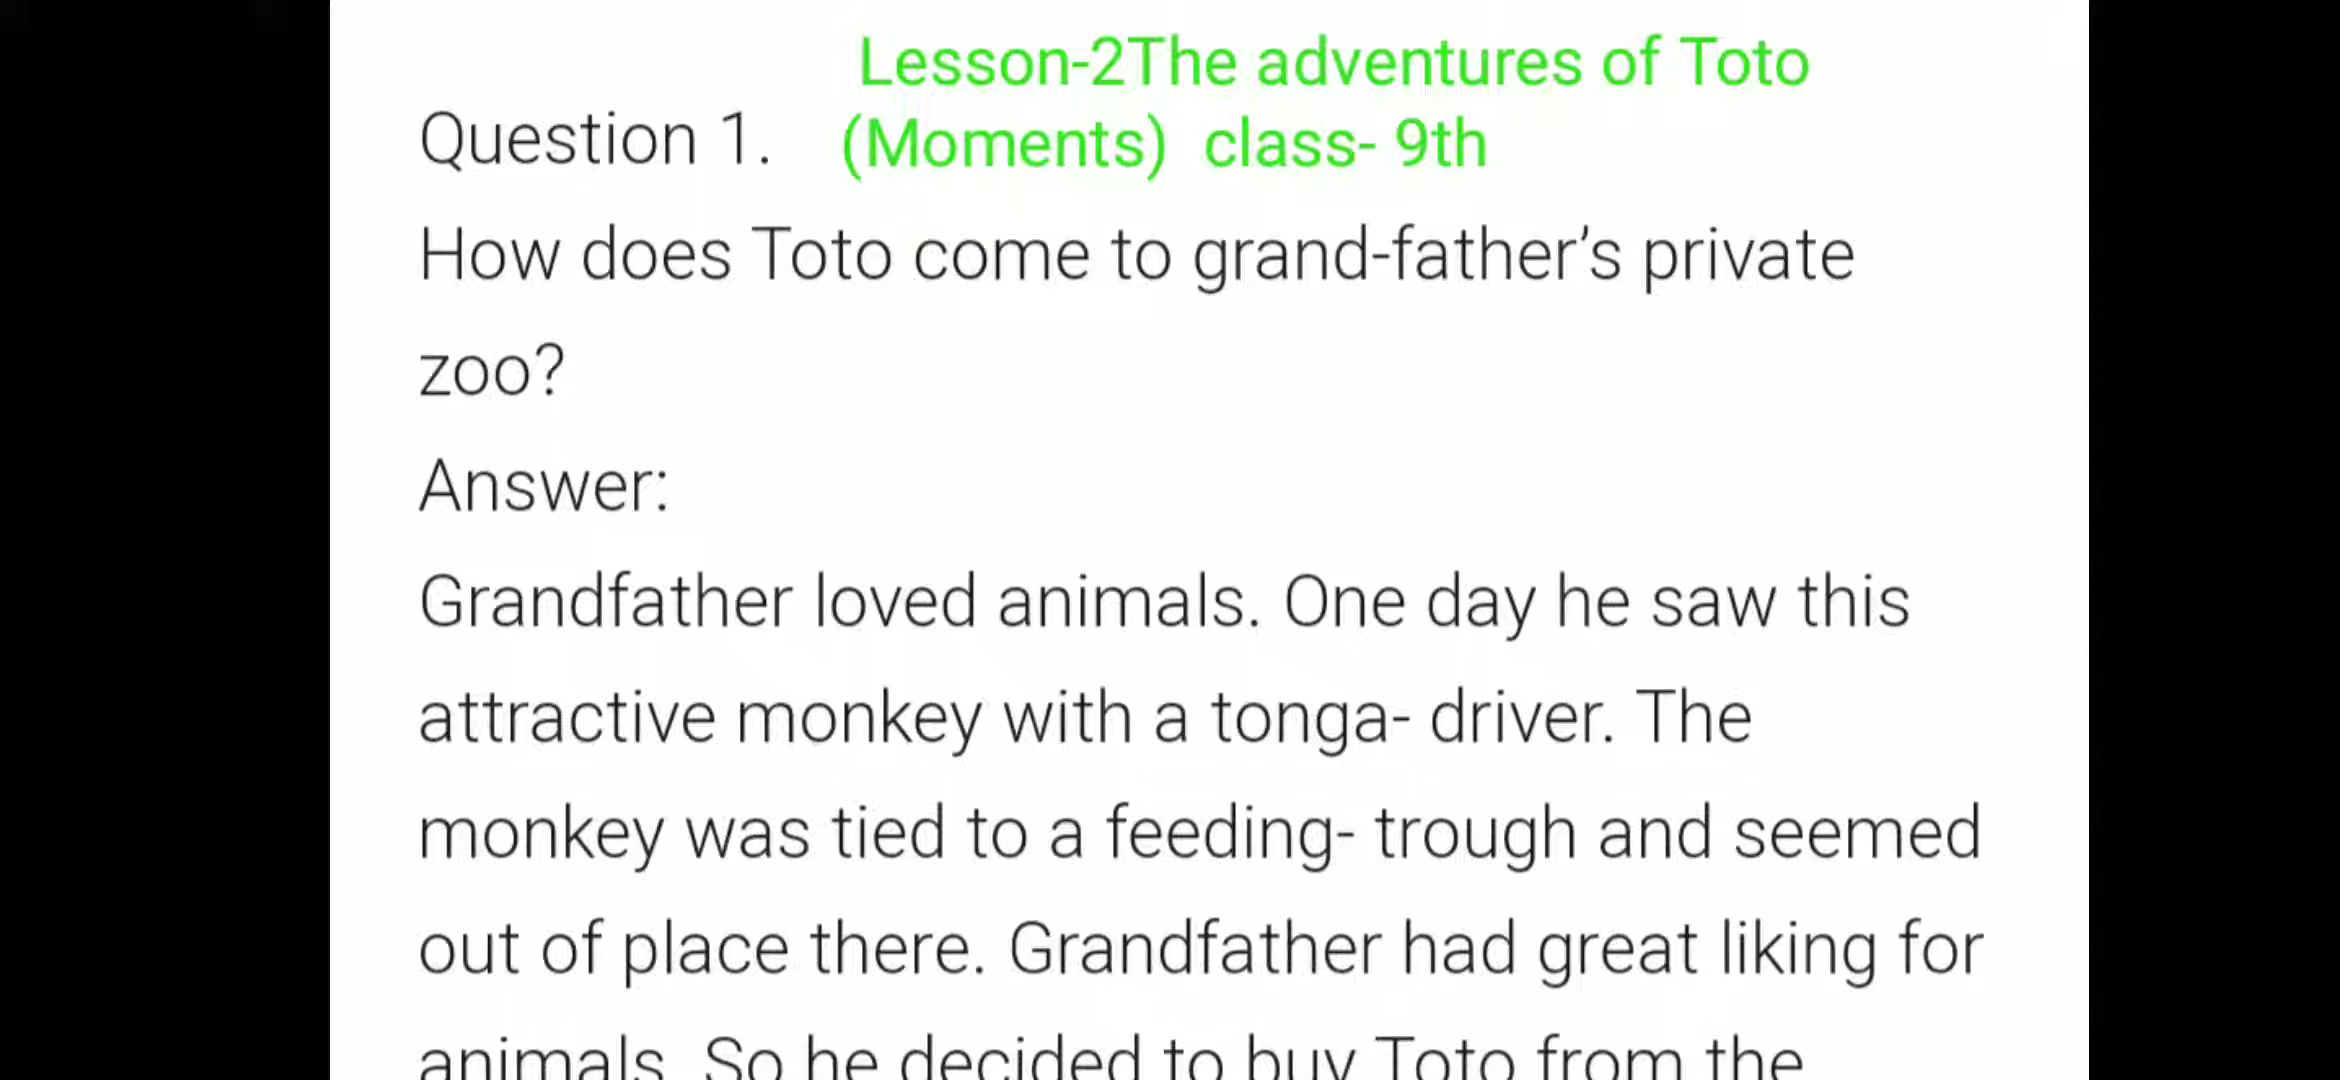 Lesson-2The adventures of Toto
Question 1. (Moments) class- 9th
How does Toto come to grand-father’s private
zoo?
Answer:
Grandfather loved animals. One day he saw this
attractive monkey with a tonga- driver. The
monkey was tied to a feeding- trough and seemed
out of place there. Grandfather had great liking for
animals. So he decided to buy Toto from the